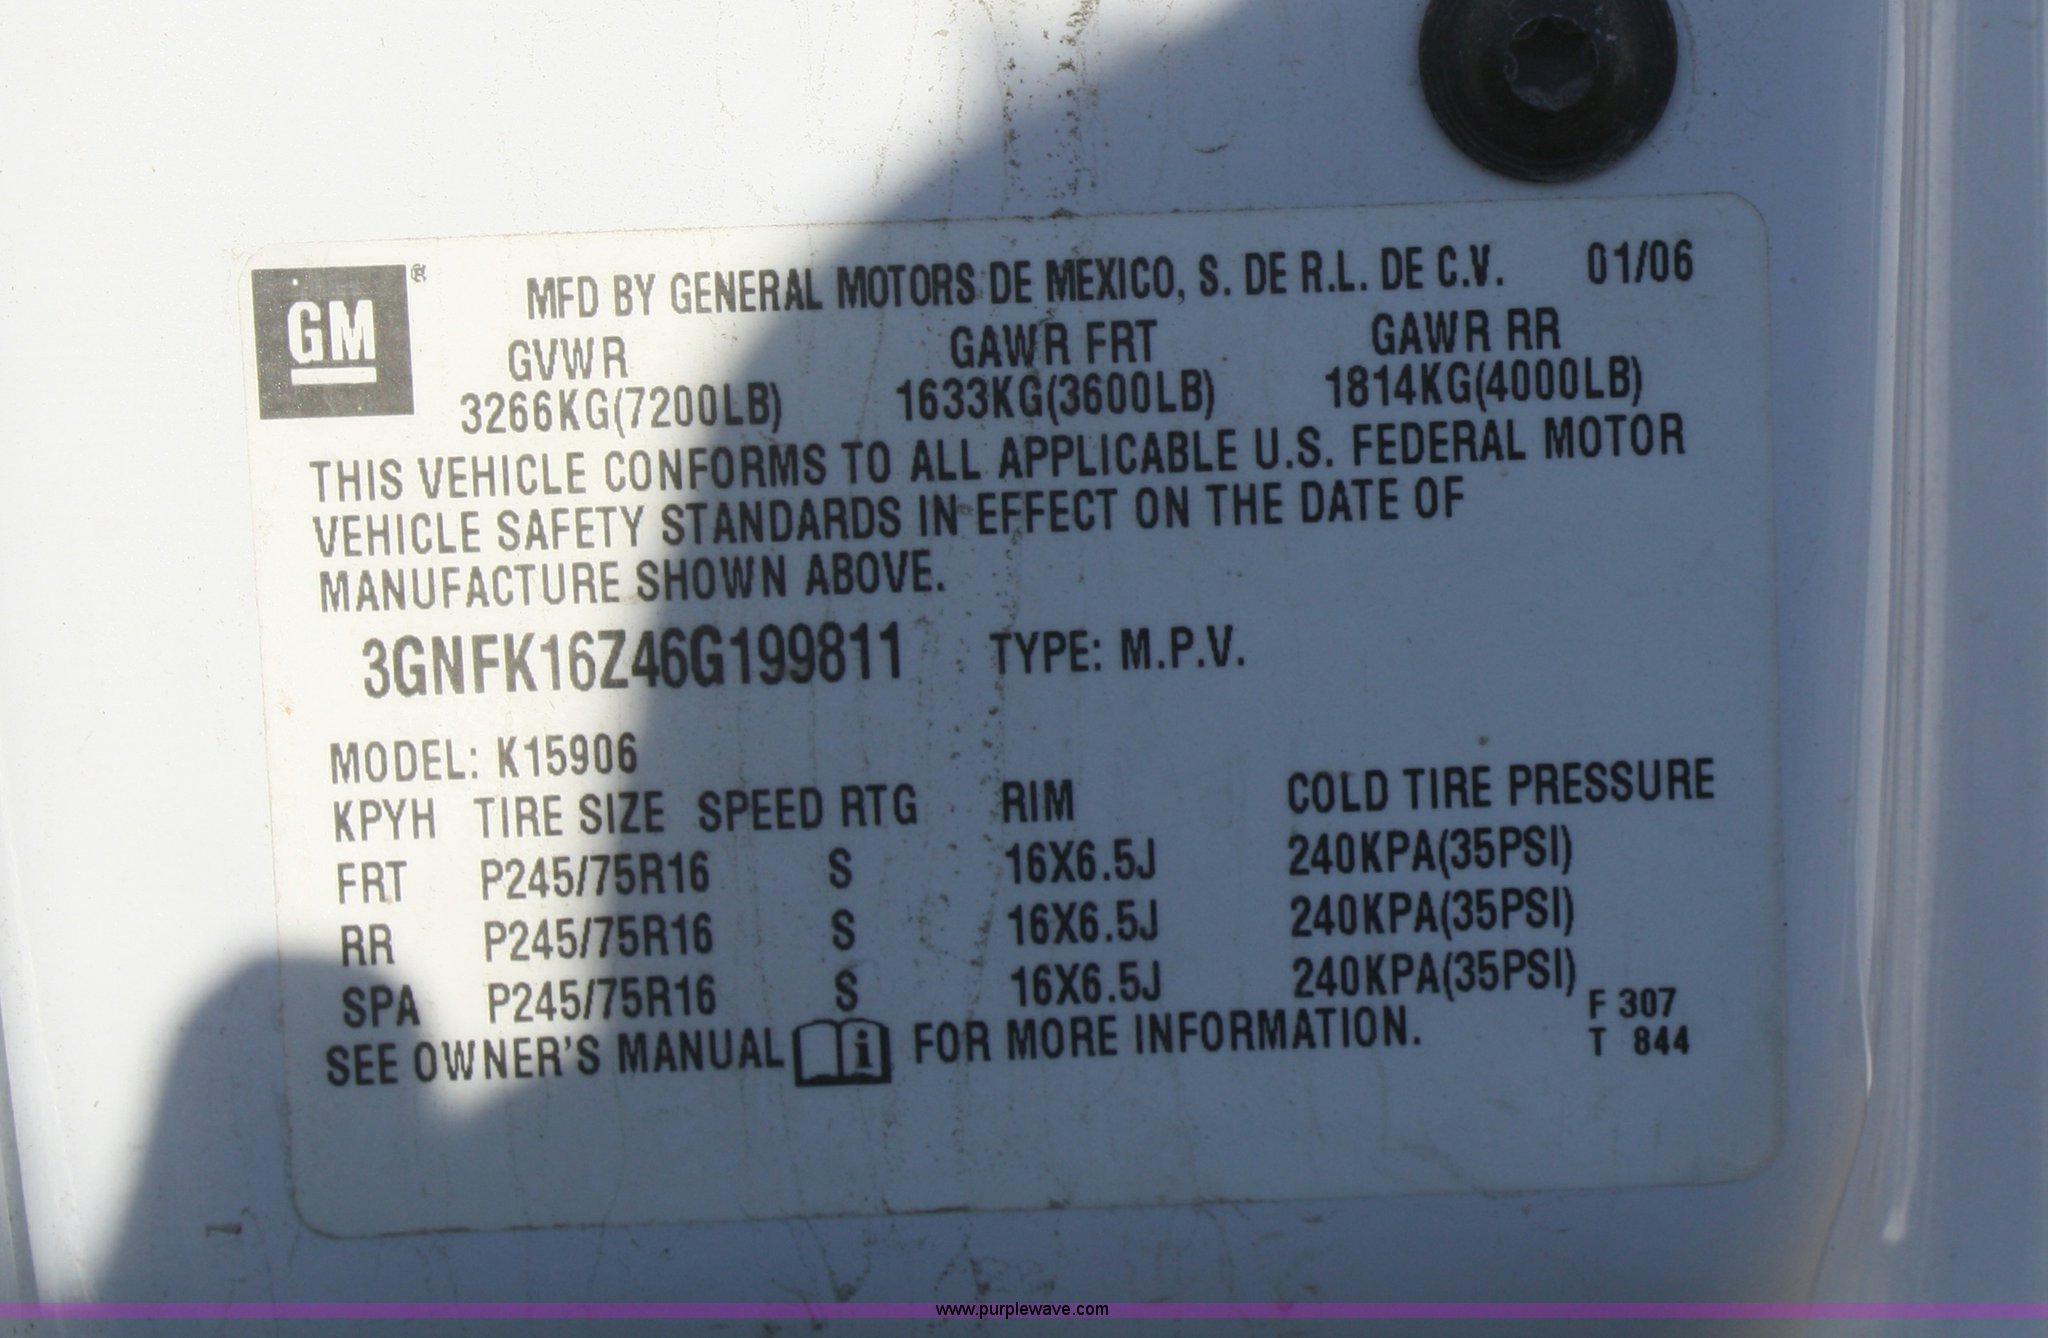 GM®
MFD BY GENERAL MOTORS DE MEXICO, S. DE R.L. DE C.V. 01/06
GVWR GAWR FRT GAWR RR
3266KG(7200LB) 1633KG(3600LB) 1814KG(4000LB)
THIS VEHICLE CONFORMS TO ALL APPLICABLE U.S. FEDERAL MOTOR
VEHICLE SAFETY STANDARDS IN EFFECT ON THE DATE OF
MANUFACTURE SHOWN ABOVE.
3GNFK16Z46G199811 TYPE: M.P.V.
MODEL: K15906
KPYH TIRE SIZE SPEED RTG RIM COLD TIRE PRESSURE
FRT P245/75R16 S 16X6.5J 240KPA(35PSI)
RR P245/75R16 S 16X6.5J 240KPA(35PSI)
SPA P245/75R16 S 16X6.5J 240KPA(35PSI)
SEE OWNER'S MANUAL i FOR MORE INFORMATION.
F 307
T 844
www.purplewave.com